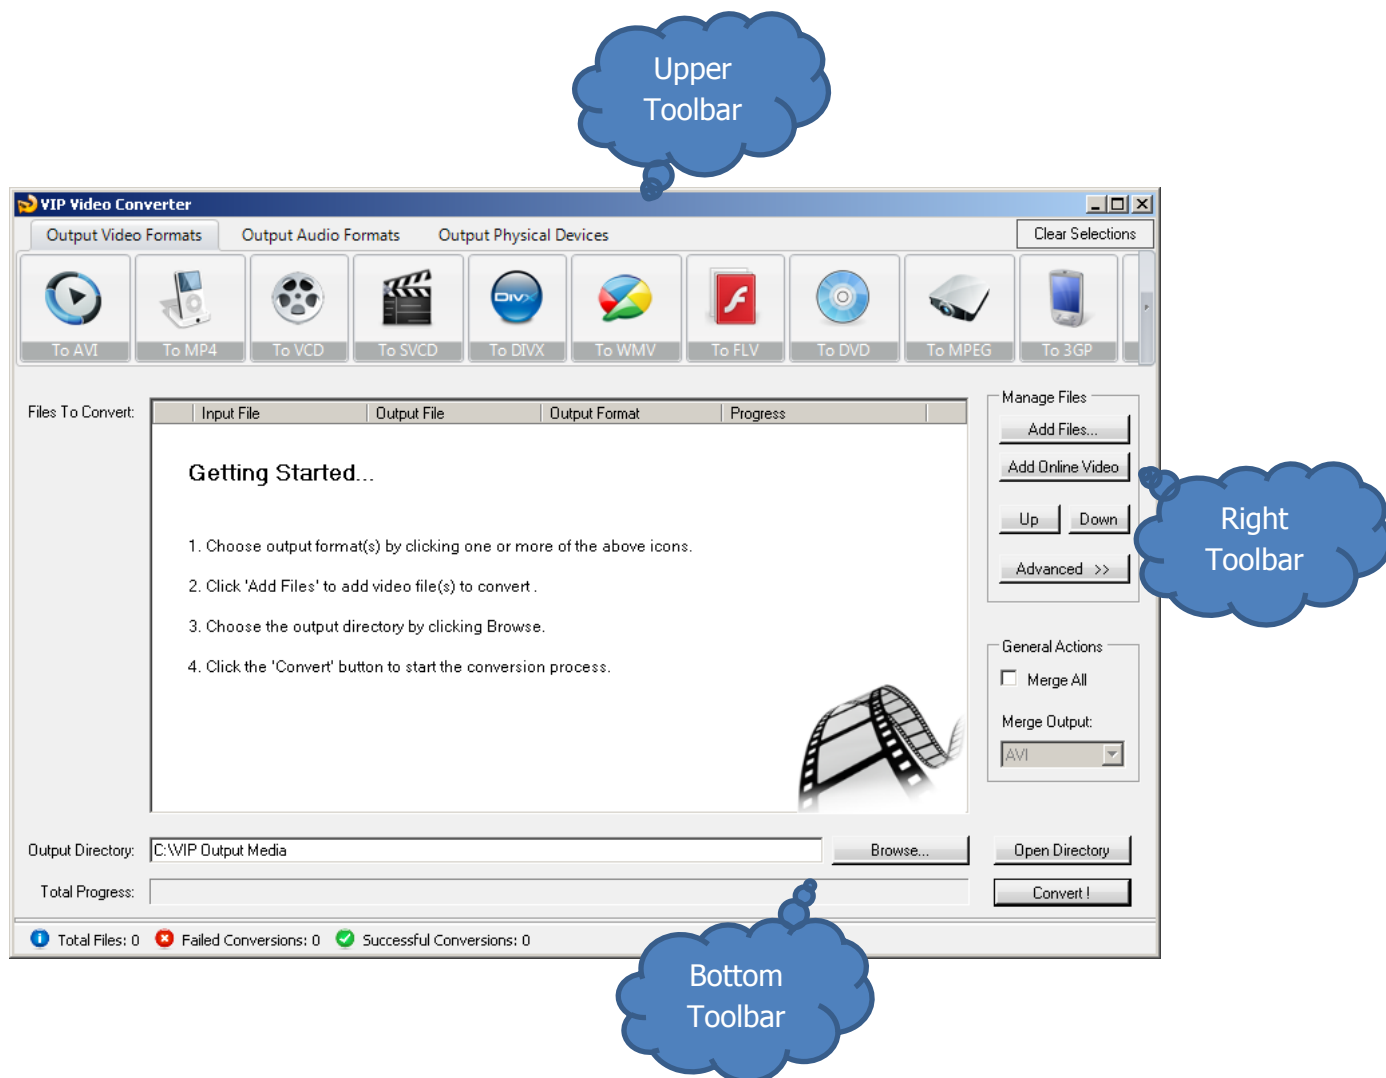 Upper
Toolbar
VIP Video Converter
Output Video Formats Output Audio Formats Output Physical Devices Clear Selections
DIVX
To AVI To MP4 To VCD To SVCD To DIVX To WMV To FLV To DVD To MPEG To 3GP
Files To Convert: Input File Output File Output Format Progress
Manage Files
Add Files...
Add Online Video
Up Down
Advanced >>
Right
Toolbar
Getting Started...
1. Choose output format(s) by clicking one or more of the above icons.
2. Click 'Add Files' to add video file(s) to convert .
3. Choose the output directory by clicking Browse.
4. Click the 'Convert' button to start the conversion process.
General Actions
Merge All
Merge Output:
AVI
Output Directory: C:\VIP Output Media Browse... Open Directory
Total Progress: Convert !
Total Files: 0 Failed Conversions: 0 Successful Conversions: 0
Bottom
Toolbar